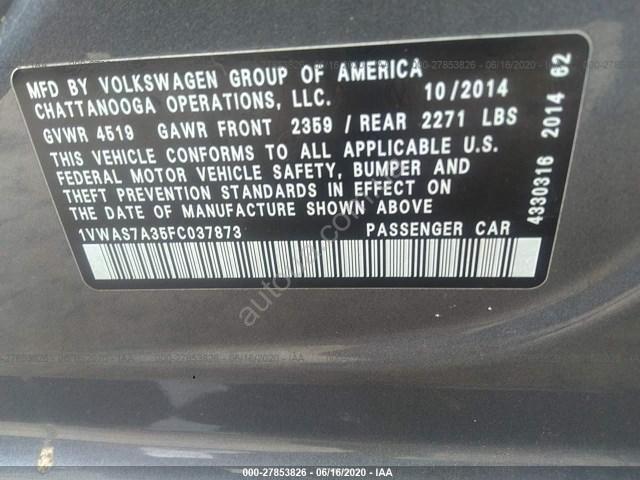 MFD BY VOLKSWAGEN GROUP OF AMERICA
CHATTANOOGA OPERATIONS, LLC. 10/2014
GVWR 4519 GAWR FRONT 2359 / REAR 2271 LBS
THIS VEHICLE CONFORMS TO ALL APPLICABLE U.S.
FEDERAL MOTOR VEHICLE SAFETY, BUMPER AND
THEFT PREVENTION STANDARDS IN EFFECT ON
THE DATE OF MANUFACTURE SHOWN ABOVE
1VWAS7A35FC037873 PASSENGER CAR
4330316 2014 62
000-27853826 - 06/16/2020 - IAA